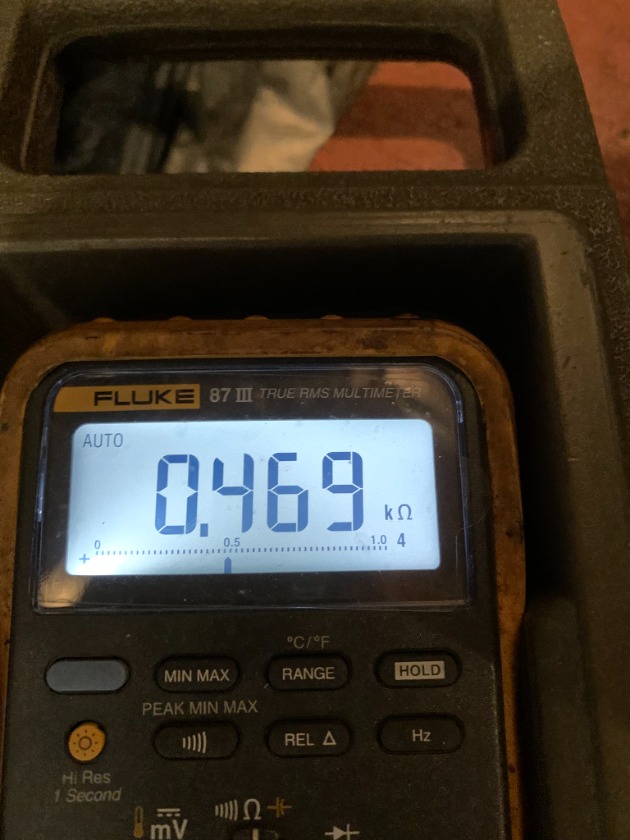 FLUKE 87 III TRUE RMS MULTIMETER
AUTO
0.469 kΩ
0 0.5 1.0 4
+
°C/°F
MIN MAX RANGE HOLD
PEAK MIN MAX
REL Δ Hz
Hi Res
1 Second
mV Ω